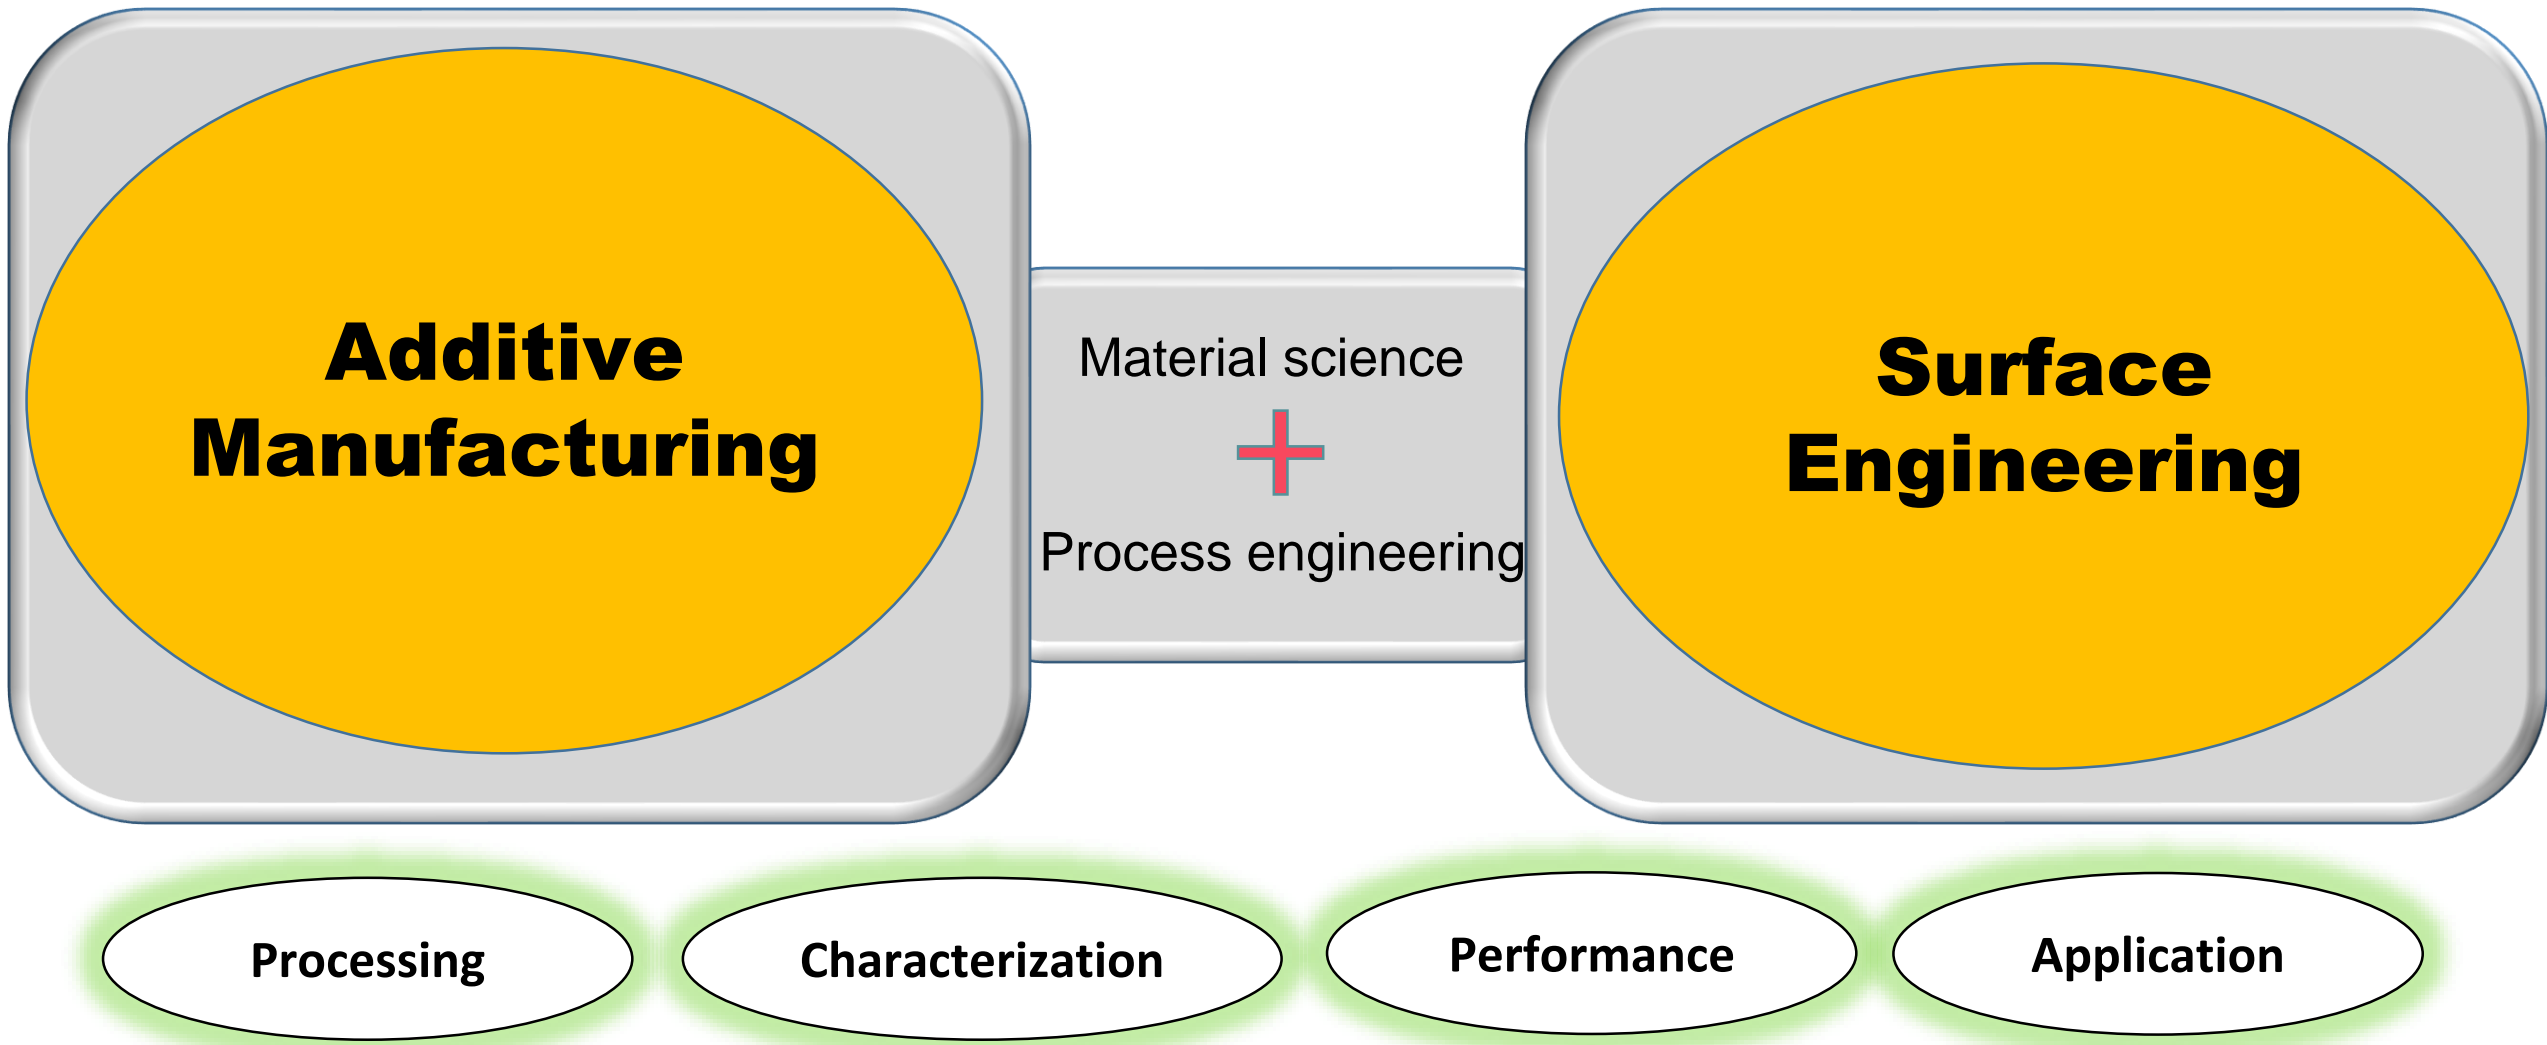 Additive
Manufacturing
Material science
+
Process engineering
Surface
Engineering
Processing
Characterization
Performance
Application